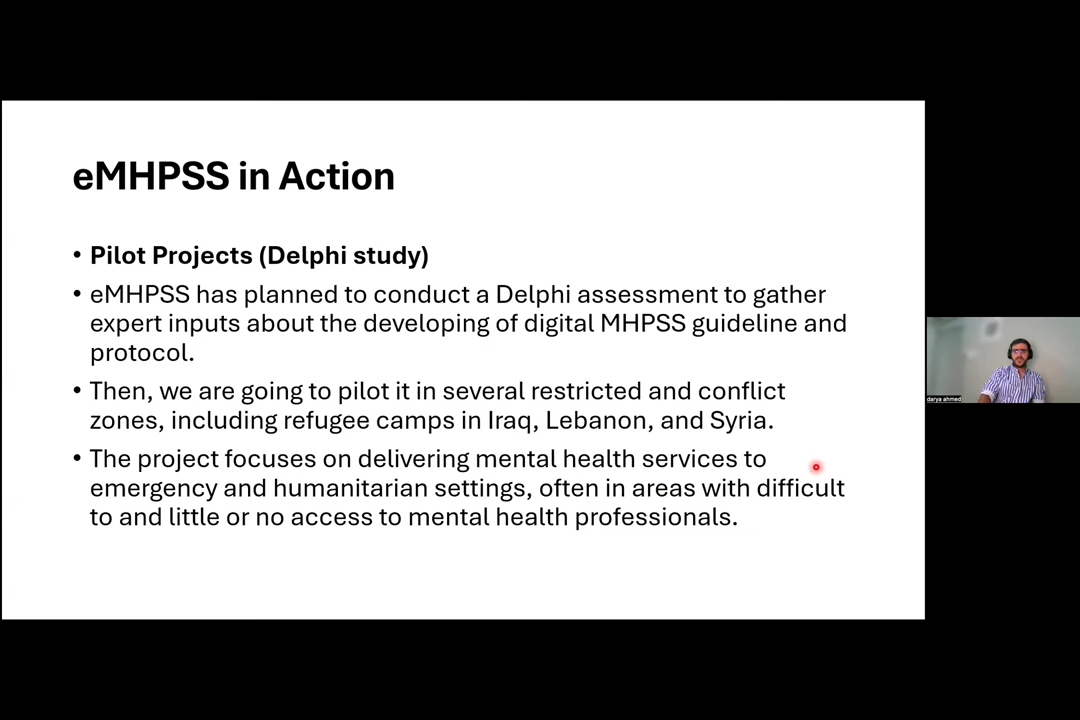 eMHPSS in Action
• Pilot Projects (Delphi study)
• eMHPSS has planned to conduct a Delphi assessment to gather
expert inputs about the developing of digital MHPSS guideline and
protocol.
• Then, we are going to pilot it in several restricted and conflict
zones, including refugee camps in Iraq, Lebanon, and Syria.
• The project focuses on delivering mental health services to
emergency and humanitarian settings, often in areas with difficult
to and little or no access to mental health professionals.
darya ahmed